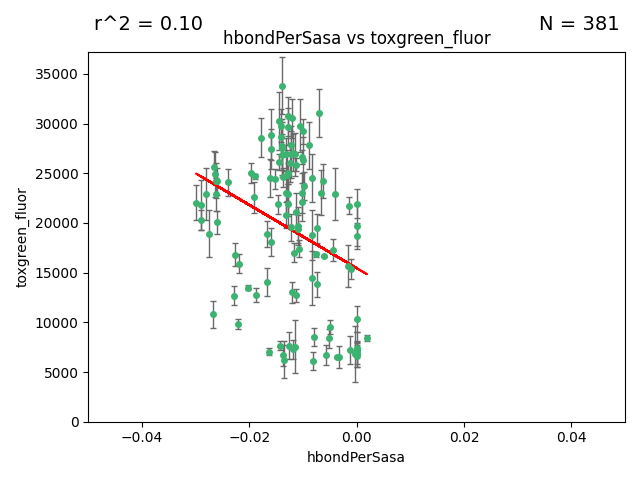 r^2 = 0.10
N = 381
hbondPerSasa vs toxgreen_fluor
35000
30000
25000
20000
15000
10000
5000
0
toxgreen_fluor
−0.04
−0.02
0.00
0.02
0.04
hbondPerSasa